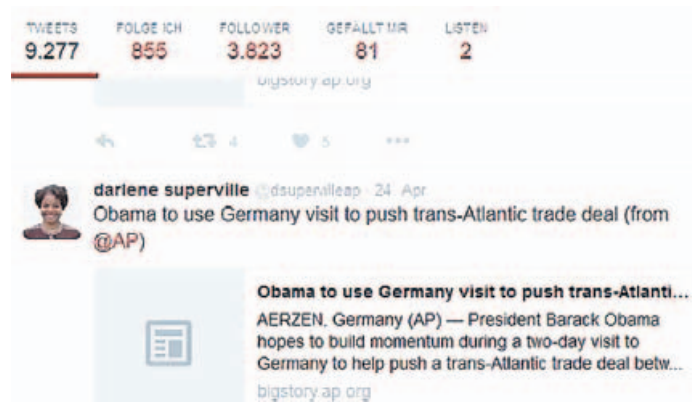 TWEETS FOLGE ICH FOLLOWER GEFÄLLT MIR LISTEN
9.277 855 3.823 81 2
bigstory.ap.org
4 5
darlene superville @dsupervilleap · 24. Apr
Obama to use Germany visit to push trans-Atlantic trade deal (from
@AP)
Obama to use Germany visit to push trans-Atlanti...
AERZEN, Germany (AP) — President Barack Obama
hopes to build momentum during a two-day visit to
Germany to help push a trans-Atlantic trade deal betw...
bigstory.ap.org